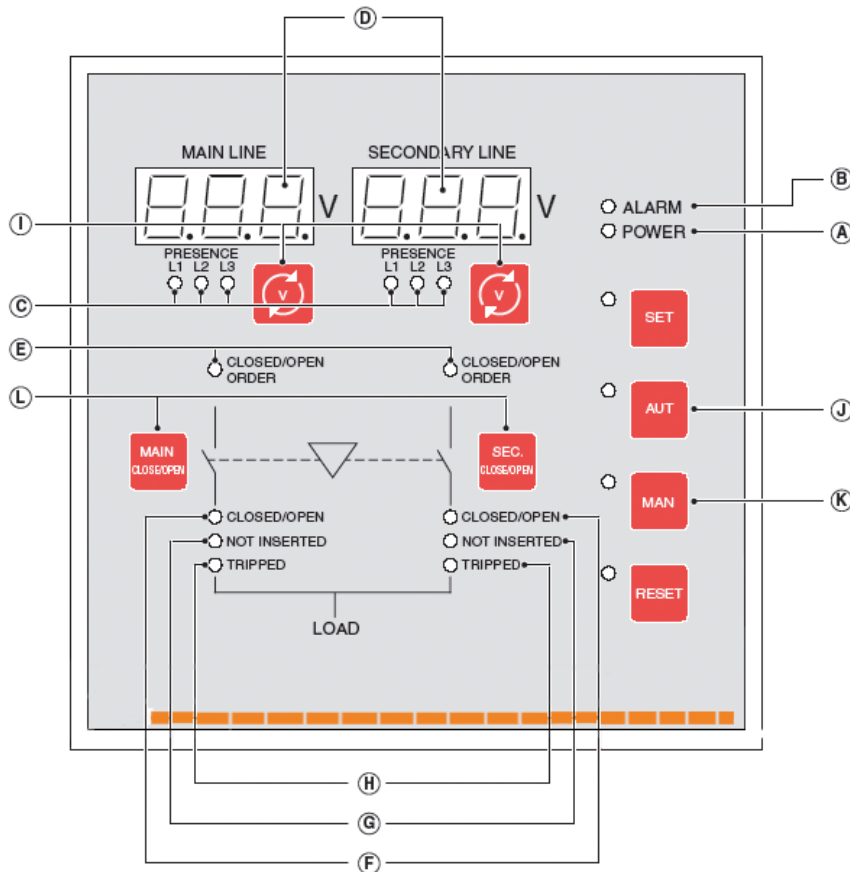 D
MAIN LINE SECONDARY LINE
V V
B
ALARM
POWER
A
I
PRESENCE PRESENCE
L1 L2 L3 L1 L2 L3
V V
C
SET
E
CLOSED/OPEN ORDER
CLOSED/OPEN ORDER
L
AUT
J
MAIN CLOSE/OPEN
SEC. CLOSE/OPEN
MAN
K
CLOSED/OPEN CLOSED/OPEN
NOT INSERTED NOT INSERTED
TRIPPED TRIPPED
RESET
LOAD
H
G
F